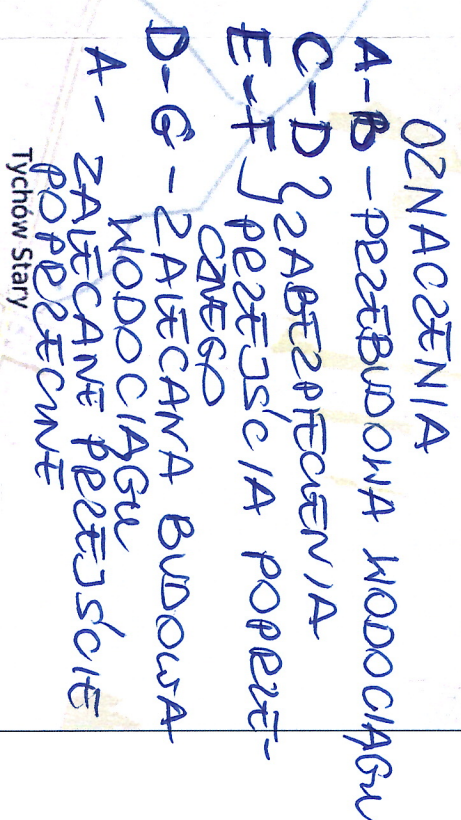 OZNACZENIA
A-B - PRZEBUDOWA WODOCIĄGU
C-D } ZABEZPIECZENIA
E-F } PRZEJŚCIA POPRZE-
CZNEGO
D-G - ZALECANA BUDOWA
WODOCIĄGU
A - ZALECANE PRZEJŚCIE
POPRZECZNE
Tychów Stary